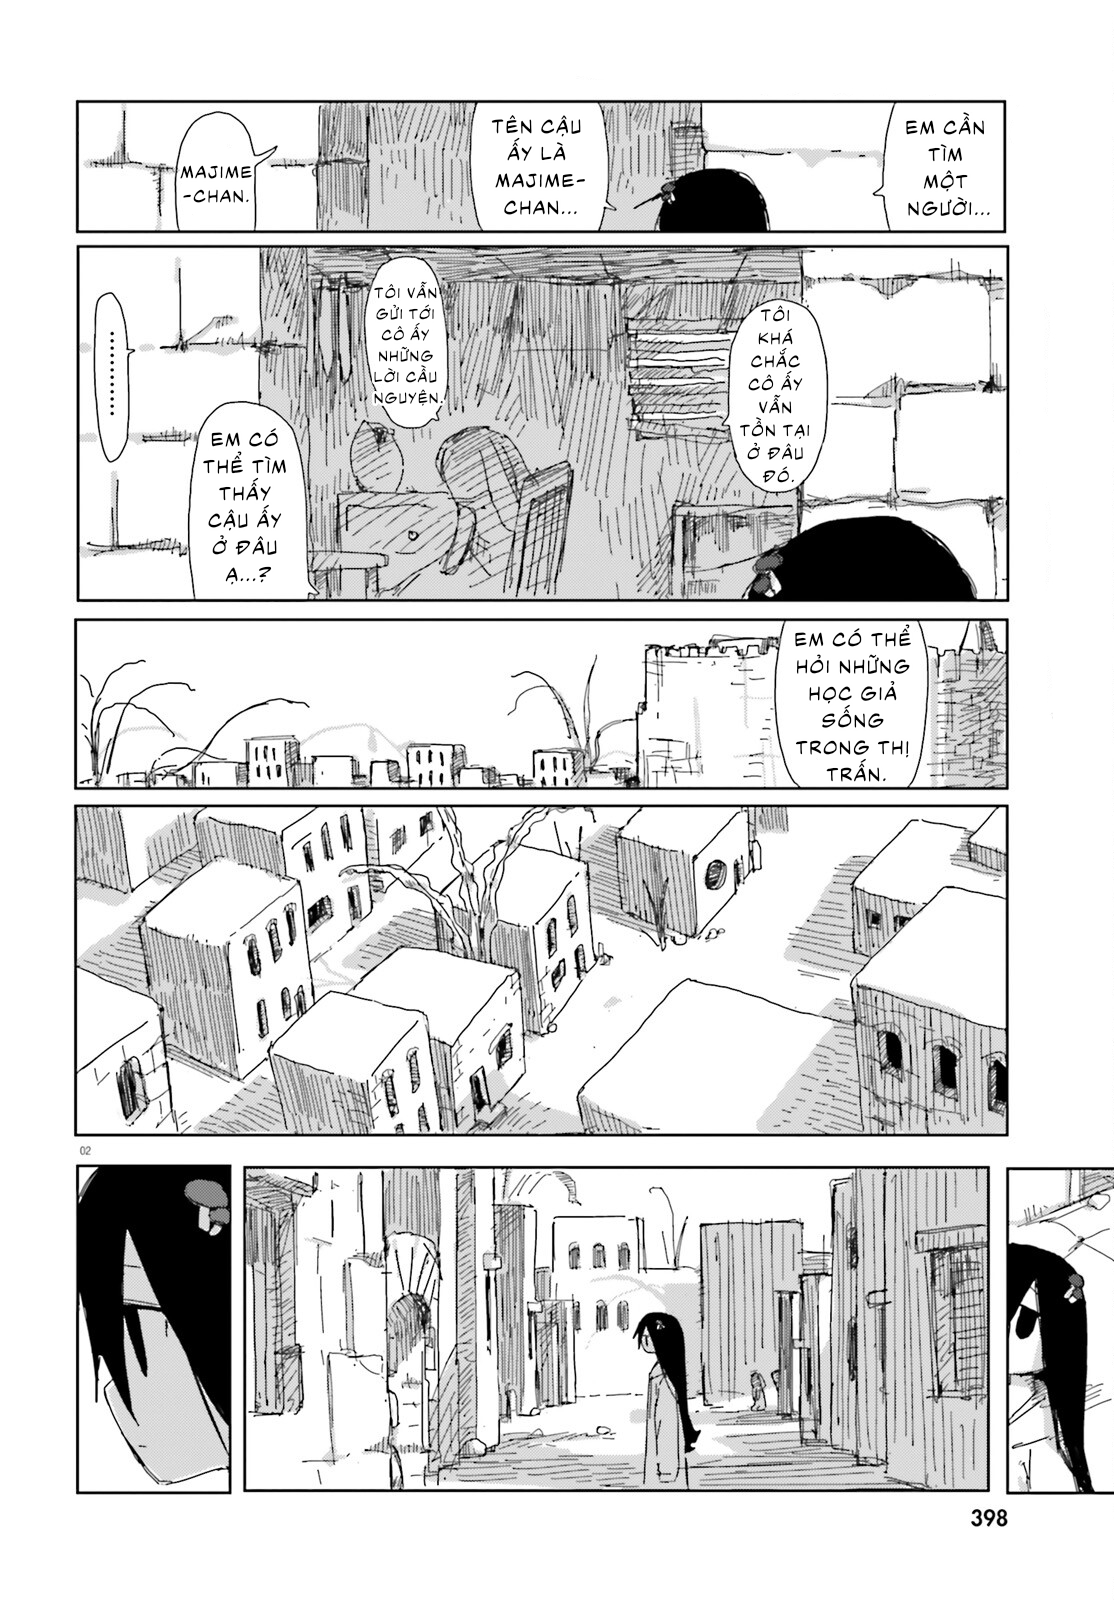 EM CẦN
TÌM
MỘT
NGƯỜI...
TÊN CẬU
ẤY LÀ
MAJIME-
CHAN...
MAJIME
-CHAN.
TÔI
KHÁ
CHẮC
CÔ ẤY
VẪN
TỒN TẠI
Ở ĐÂU
ĐÓ.
TÔI VẪN
GỬI TỚI
CÔ ẤY
NHỮNG
LỜI CẦU
NGUYỆN.
EM CÓ
THỂ TÌM
THẤY
CẬU ẤY
Ở ĐÂU
Ạ...?
.........
EM CÓ THỂ
HỎI NHỮNG
HỌC GIẢ
SỐNG
TRONG THỊ
TRẤN.
02
398